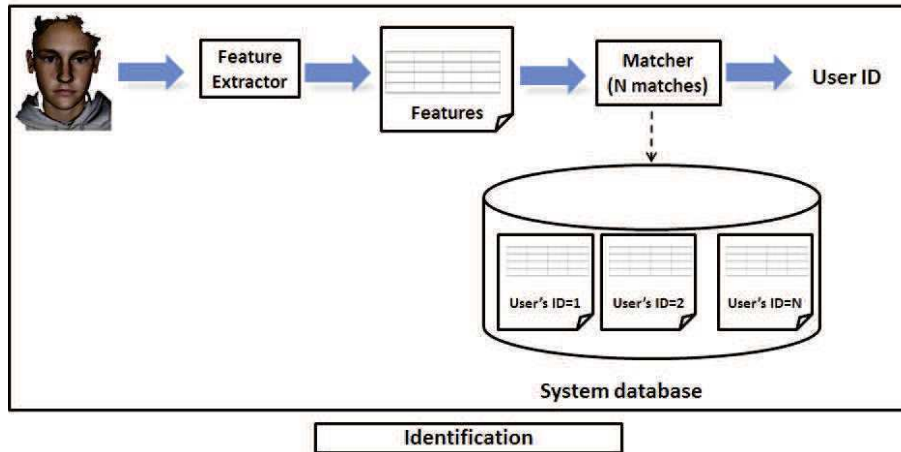 Feature
Extractor
Features
Matcher
(N matches)
User ID
User's ID=1
User's ID=2
User's ID=N
System database
Identification